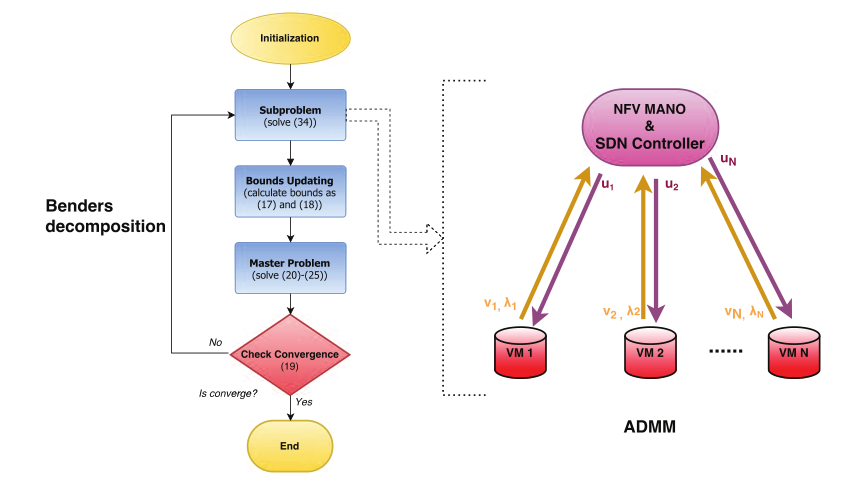 Initialization
Subproblem
(solve (34))
Bounds Updating
(calculate bounds as
(17) and (18))
Master Problem
(solve (20)-(25))
Check Convergence
(19)
No
Is converge?
Yes
End
Benders
decomposition
NFV MANO
&
SDN Controller
u1
u2
uN
v1, λ1
v2 , λ2
vN, λN
VM 1
VM 2
......
VM N
ADMM